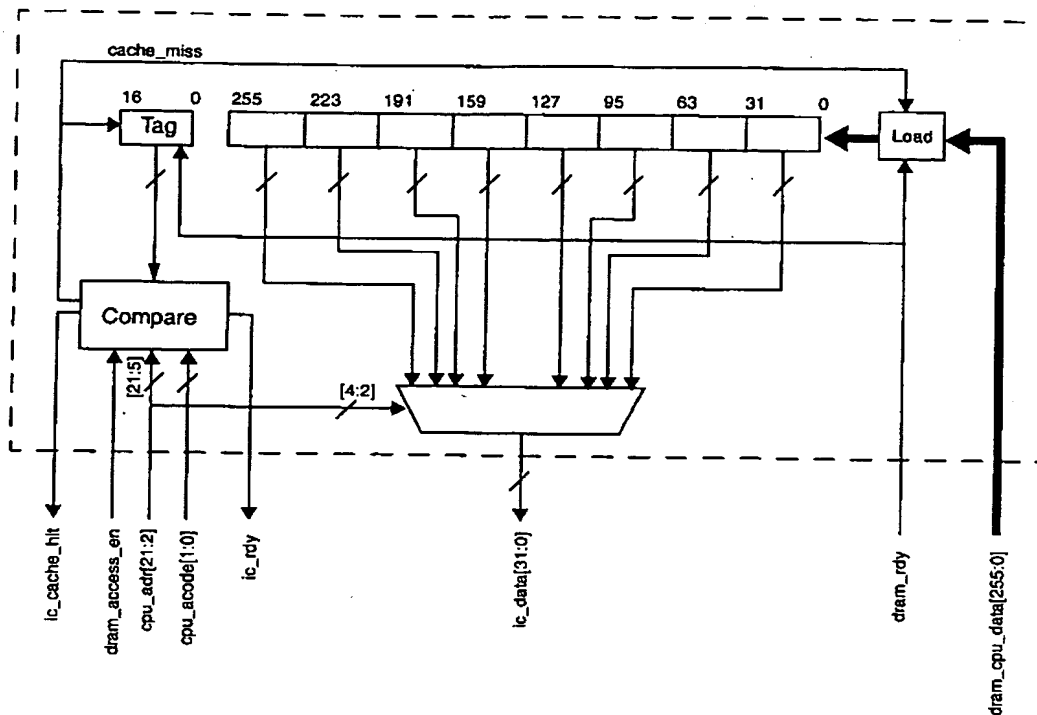 cache_miss
16 0 255 223 191 159 127 95 63 31 0
Tag
Load
Compare
[21:5]
[4:2]
ic_cache_hit
dram_access_en
cpu_adr[21:2]
cpu_acode[1:0]
ic_rdy
ic_data[31:0]
dram_rdy
dram_cpu_data[255:0]